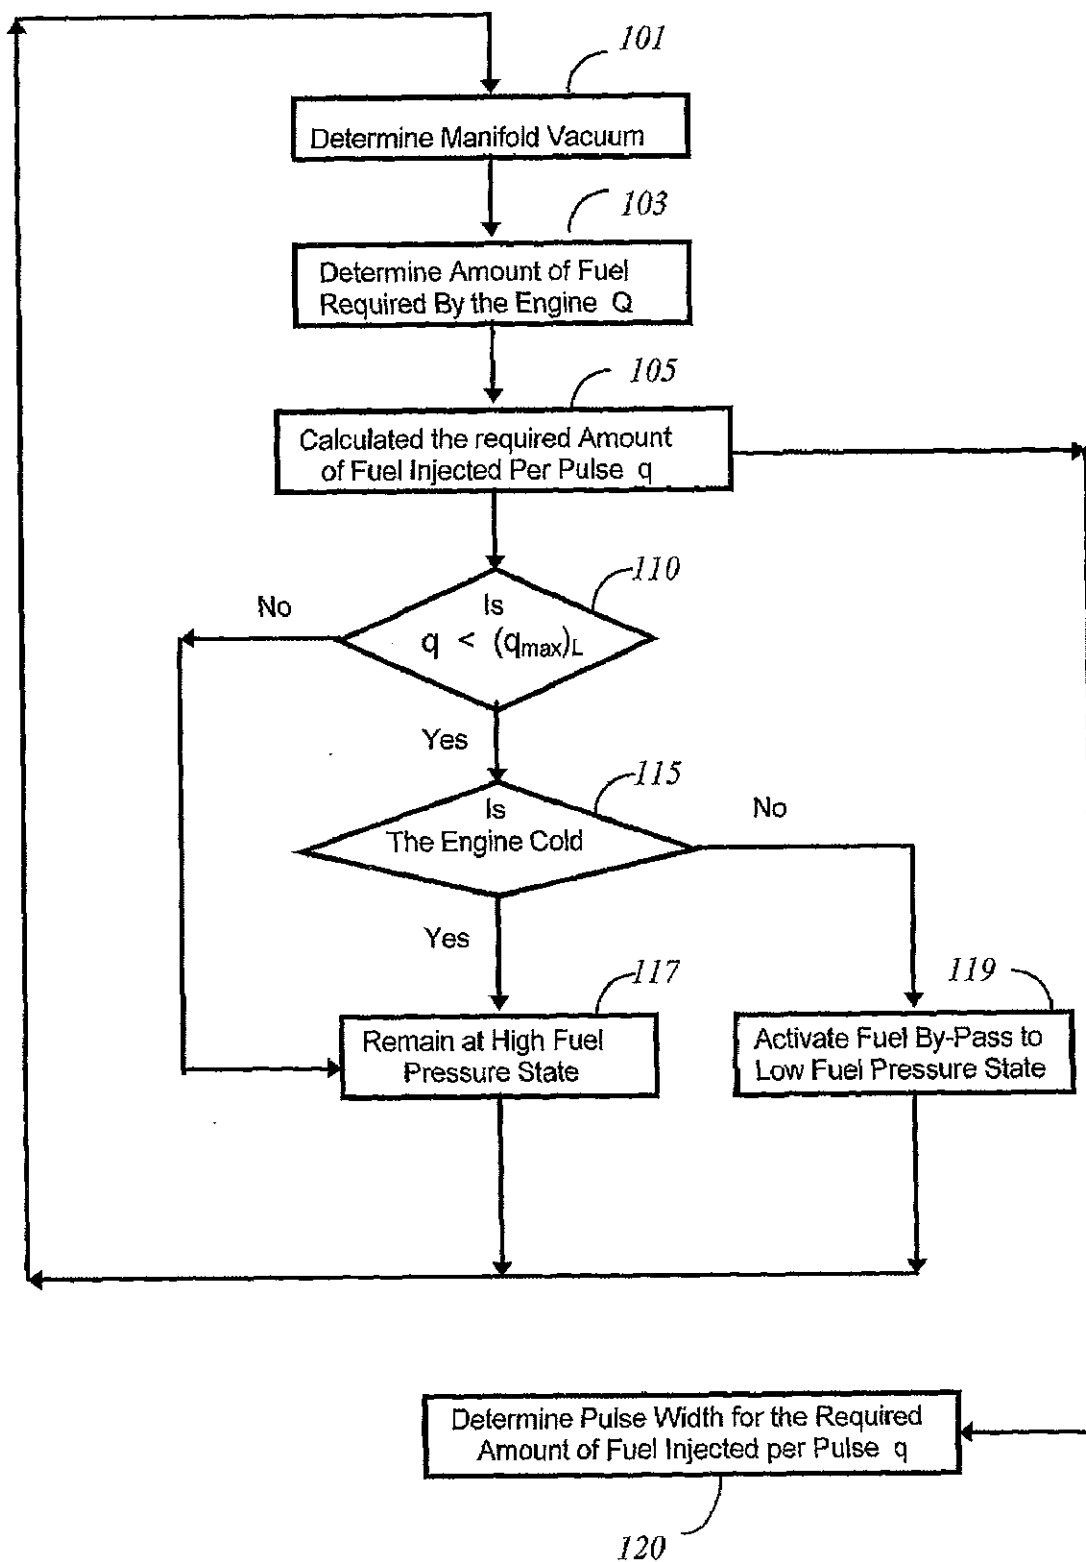 101
Determine Manifold Vacuum
103
Determine Amount of Fuel
Required By the Engine Q
105
Calculated the required Amount
of Fuel Injected Per Pulse q
110
No
Is
q < (qmax)L
Yes
115
Is
The Engine Cold
No
Yes
117
119
Remain at High Fuel
Pressure State
Activate Fuel By-Pass to
Low Fuel Pressure State
Determine Pulse Width for the Required
Amount of Fuel Injected per Pulse q
120